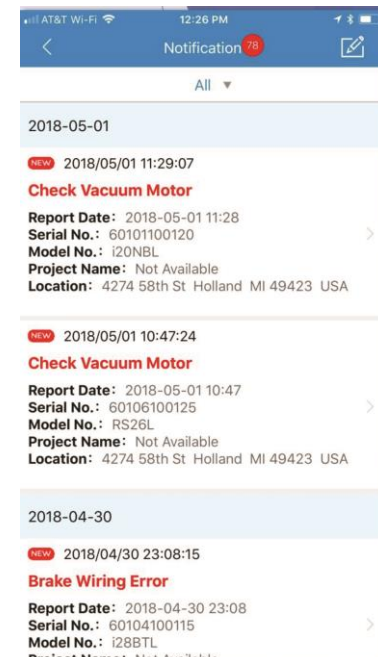 AT&T Wi-Fi 12:26 PM
Notification 78
All ▼
2018-05-01
NEW 2018/05/01 11:29:07
Check Vacuum Motor
Report Date: 2018-05-01 11:28
Serial No.: 60101100120
Model No.: i20NBL
Project Name: Not Available
Location: 4274 58th St Holland MI 49423 USA
NEW 2018/05/01 10:47:24
Check Vacuum Motor
Report Date: 2018-05-01 10:47
Serial No.: 60106100125
Model No.: RS26L
Project Name: Not Available
Location: 4274 58th St Holland MI 49423 USA
2018-04-30
NEW 2018/04/30 23:08:15
Brake Wiring Error
Report Date: 2018-04-30 23:08
Serial No.: 60104100115
Model No.: i28BTL
Project Name: Not Available